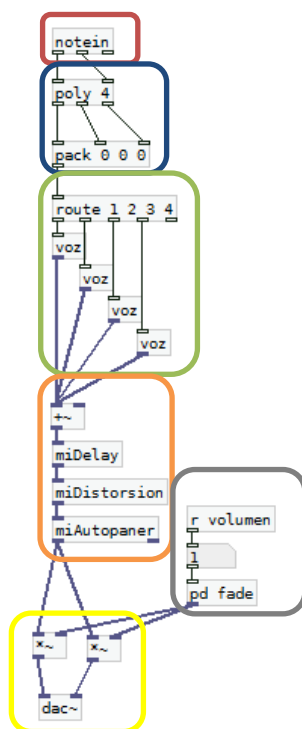 notein
poly 4
pack 0 0 0
route 1 2 3 4
voz
voz
voz
voz
+~
miDelay
miDistorsion
miAutopaner
r volumen
1
pd fade
*~
*~
dac~